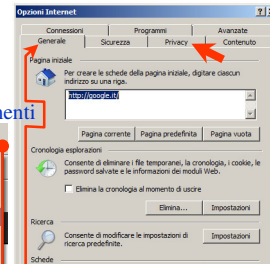 Opzioni Internet
Connessioni Programmi Avanzate
Generale Sicurezza Privacy Contenuto
Pagina iniziale
Per creare le schede della pagina iniziale, digitare ciascun
indirizzo su una riga.
http://google.it/
menti
Pagina corrente Pagina predefinita Pagina vuota
Cronologia esplorazioni
Consente di eliminare i file temporanei, la cronologia, i cookie, le
password salvate e le informazioni dei moduli Web.
Elimina la cronologia al momento di uscire
Elimina... Impostazioni
Ricerca
Consente di modificare le impostazioni di
ricerca predefinite.
Impostazioni
Schede